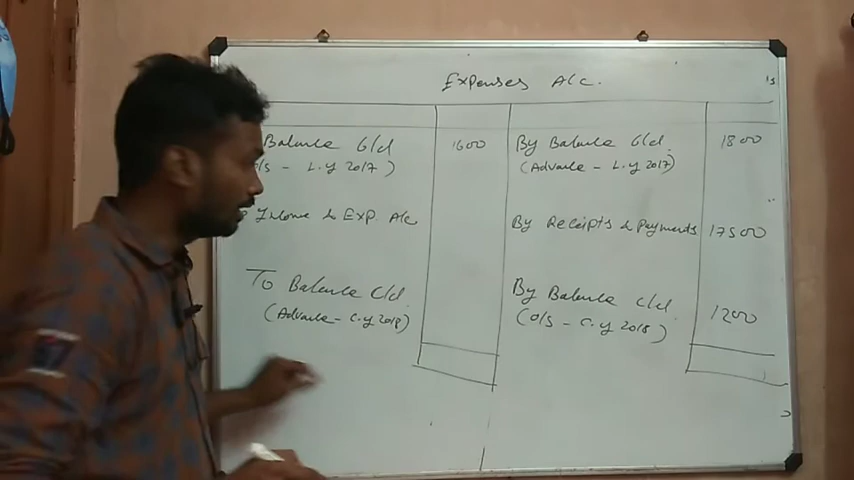 Expenses A/c.
Balance b/d 1600 By Balance b/d. 1800
O/S - L.y 2017) (Advance - L.y 2017)
Income & Exp. A/c By Receipts & Payments 17500
To Balance c/d. By Balance c/d. 1200
(Advance - C.y 2018) (O/S - C.y 2018)